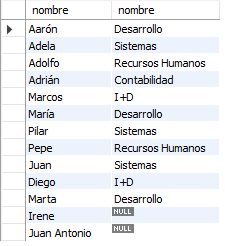 nombre nombre
Aarón Desarrollo
Adela Sistemas
Adolfo Recursos Humanos
Adrián Contabilidad
Marcos I+D
María Desarrollo
Pilar Sistemas
Pepe Recursos Humanos
Juan Sistemas
Diego I+D
Marta Desarrollo
Irene NULL
Juan Antonio NULL